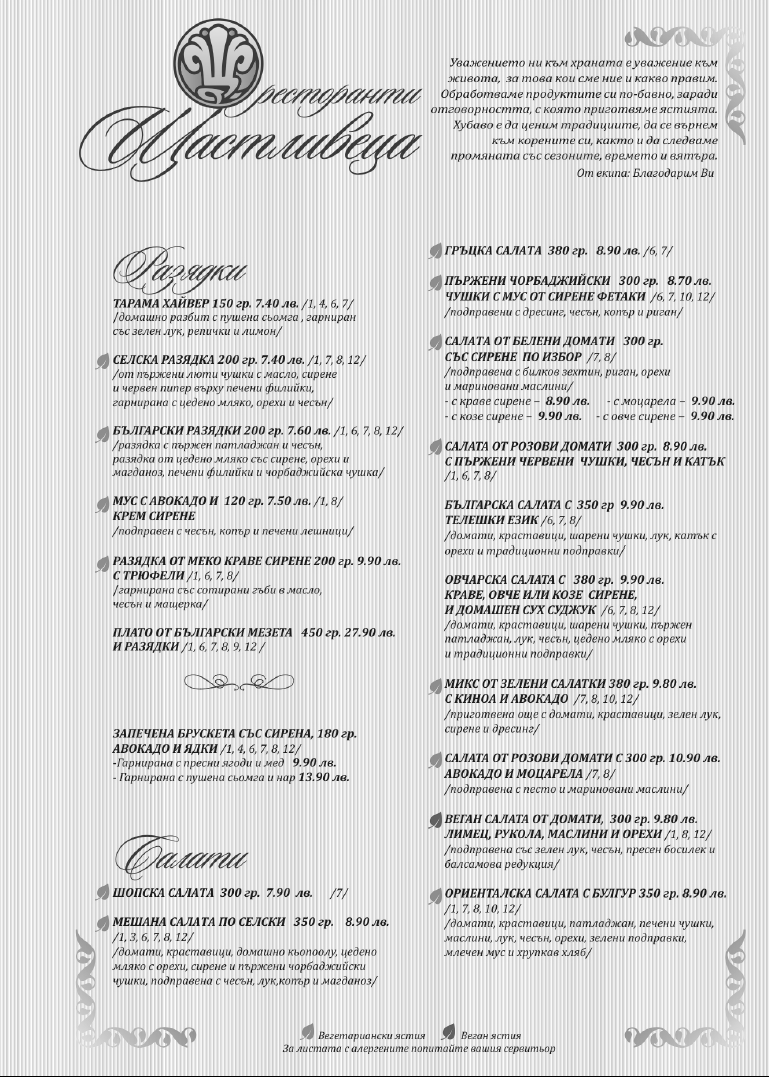 ресторанти
Щастливеца
Уважението ни към храната е уважение към
живота, за това кои сме ние и какво правим.
Обработваме продуктите си по-бавно, заради
отговорността, с която приготвяме ястията.
Хубаво е да ценим традициите, да се върнем
към корените си, както и да следваме
промяната със сезоните, времето и вятъра.
От екипа: Благодарим Ви
Разядки
ТАРАМА ХАЙВЕР 150 гр. 7.40 лв. /1, 4, 6, 7/
/домашно разбит с пушена сьомга , гарниран
със зелен лук, репички и лимон/
СЕЛСКА РАЗЯДКА 200 гр. 7.40 лв. /1, 7, 8, 12/
/от пържени люти чушки с масло, сирене
и червен пипер върху печени филийки,
гарнирана с цедено мляко, орехи и чесън/
БЪЛГАРСКИ РАЗЯДКИ 200 гр. 7.60 лв. /1, 6, 7, 8, 12/
/разядка с пържен патладжан и чесън,
разядка от цедено мляко със сирене, орехи и
магданоз, печени филийки и чорбаджийска чушка/
МУС С АВОКАДО И 120 гр. 7.50 лв. /1, 8/
КРЕМ СИРЕНЕ
/подправен с чесън, копър и печени лешници/
РАЗЯДКА ОТ МЕКО КРАВЕ СИРЕНЕ 200 гр. 9.90 лв.
С ТРЮФЕЛИ /1, 6, 7, 8/
/гарнирана със сотирани гъби в масло,
чесън и мащерка/
ПЛАТО ОТ БЪЛГАРСКИ МЕЗЕТА 450 гр. 27.90 лв.
И РАЗЯДКИ /1, 6, 7, 8, 9, 12 /
ЗАПЕЧЕНА БРУСКЕТА СЪС СИРЕНА, 180 гр.
АВОКАДО И ЯДКИ /1, 4, 6, 7, 8, 12/
-Гарнирана с пресни ягоди и мед 9.90 лв.
- Гарнирана с пушена сьомга и нар 13.90 лв.
Салати
ШОПСКА САЛАТА 300 гр. 7.90 лв. /7/
МЕШАНА САЛАТА ПО СЕЛСКИ 350 гр. 8.90 лв.
/1, 3, 6, 7, 8, 12/
/домати, краставици, домашно кьопоолу, цедено
мляко с орехи, сирене и пържени чорбаджийски
чушки, подправена с чесън, лук,копър и магданоз/
ГРЪЦКА САЛАТА 380 гр. 8.90 лв. /6, 7/
ПЪРЖЕНИ ЧОРБАДЖИЙСКИ 300 гр. 8.70 лв.
ЧУШКИ С МУС ОТ СИРЕНЕ ФЕТАКИ /6, 7, 10, 12/
/подправени с дресинг, чесън, копър и риган/
САЛАТА ОТ БЕЛЕНИ ДОМАТИ 300 гр.
СЪС СИРЕНЕ ПО ИЗБОР /7, 8/
/подправена с билков зехтин, риган, орехи
и мариновани маслини/
- с краве сирене – 8.90 лв. - с моцарела – 9.90 лв.
- с козе сирене – 9.90 лв. - с овче сирене – 9.90 лв.
САЛАТА ОТ РОЗОВИ ДОМАТИ 300 гр. 8.90 лв.
С ПЪРЖЕНИ ЧЕРВЕНИ ЧУШКИ, ЧЕСЪН И КАТЪК
/1, 6, 7, 8/
БЪЛГАРСКА САЛАТА С 350 гр 9.90 лв.
ТЕЛЕШКИ ЕЗИК /6, 7, 8/
/домати, краставици, шарени чушки, лук, катък с
орехи и традиционни подправки/
ОВЧАРСКА САЛАТА С 380 гр. 9.90 лв.
КРАВЕ, ОВЧЕ ИЛИ КОЗЕ СИРЕНЕ,
И ДОМАШЕН СУХ СУДЖУК /6, 7, 8, 12/
/домати, краставици, шарени чушки, пържен
патладжан, лук, чесън, цедено мляко с орехи
и традиционни подправки/
МИКС ОТ ЗЕЛЕНИ САЛАТКИ 380 гр. 9.80 лв.
С КИНОА И АВОКАДО /7, 8, 10, 12/
/приготвена още с домати, краставици, зелен лук,
сирене и дресинг/
САЛАТА ОТ РОЗОВИ ДОМАТИ С 300 гр. 10.90 лв.
АВОКАДО И МОЦАРЕЛА /7, 8/
/подправена с песто и мариновани маслини/
ВЕГАН САЛАТА ОТ ДОМАТИ, 300 гр. 9.80 лв.
ЛИМЕЦ, РУКОЛА, МАСЛИНИ И ОРЕХИ /1, 8, 12/
/подправена със зелен лук, чесън, пресен босилек и
балсамова редукция/
ОРИЕНТАЛСКА САЛАТА С БУЛГУР 350 гр. 8.90 лв.
/1, 7, 8, 10, 12/
/домати, краставици, патладжан, печени чушки,
маслини, лук, чесън, орехи, зелени подправки,
млечен мус и хрупкав хляб/
Вегетариански ястия Веган ястия
За листата с алергените попитайте вашия сервитьор